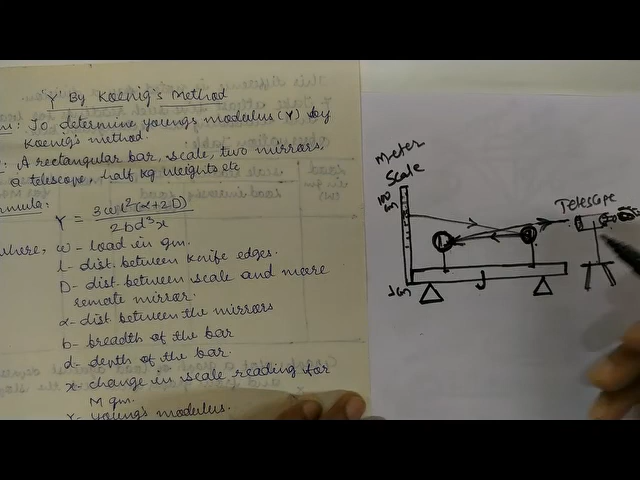 "Y" By Koenig's Method
: To determine youngs modulus (Y) by
Koenig's method.
: A rectangular bar, scale, two mirrors,
a telescope, half kg weights etc
Formula:
Y = 3ωl²(α+2D) / 2bd³x
where, ω - load in gm.
l - dist. between knife edges.
D - distance between scale and more
remote mirror.
α - dist. between the mirrors
b - breadth of the bar
d - depth of the bar.
x - change in scale reading for
M gm.
Y - young's modulus.
Meter
Scale
100
cm
Telescope